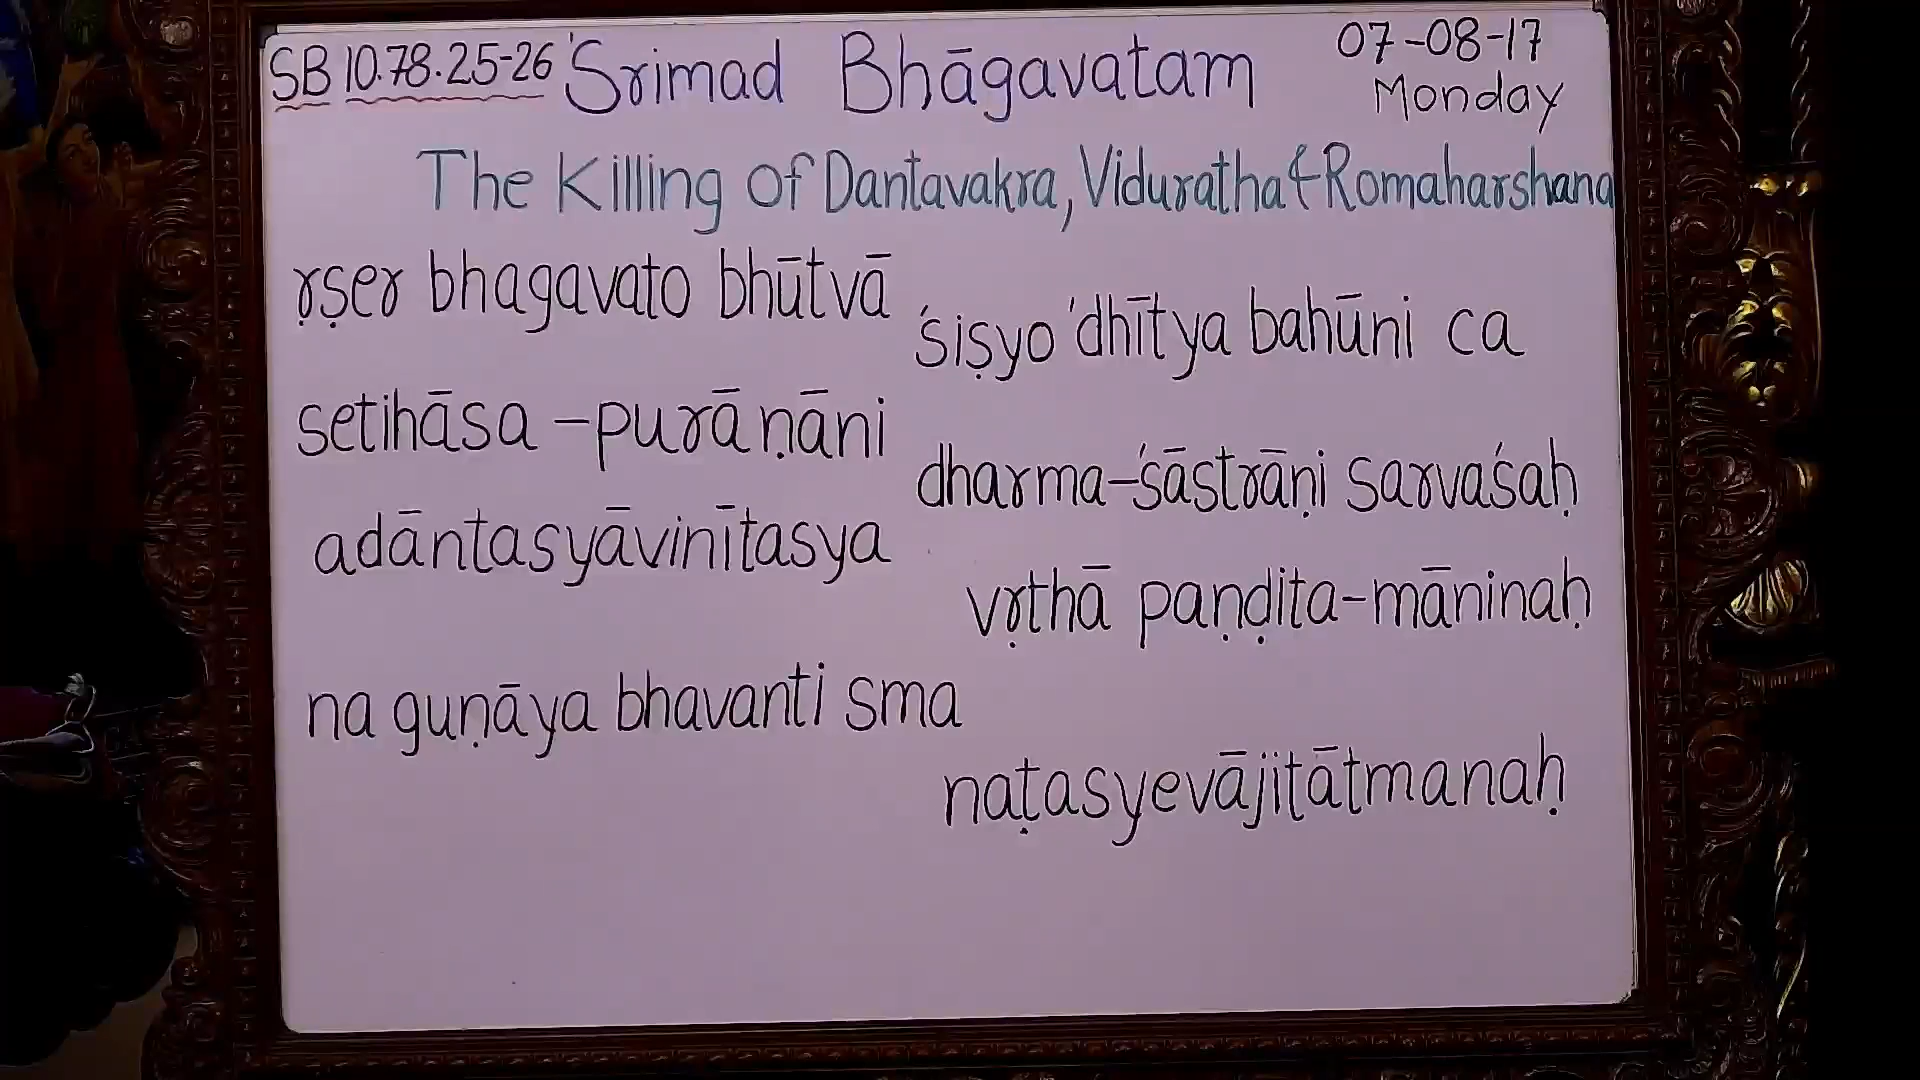 SB 10.78.25-26 'Srimad Bhāgavatam 07-08-17
Monday
The Killing of Dantavakra, Viduratha & Romaharshana
ṛṣer bhagavato bhūtvā
śiṣyo 'dhītya bahūni ca
setihāsa-purāṇāni
dharma-śāstrāṇi sarvaśaḥ
adāntasyāvinītasya
vṛthā paṇḍita-māninaḥ
na guṇāya bhavanti sma
naṭasyevājitātmanaḥ